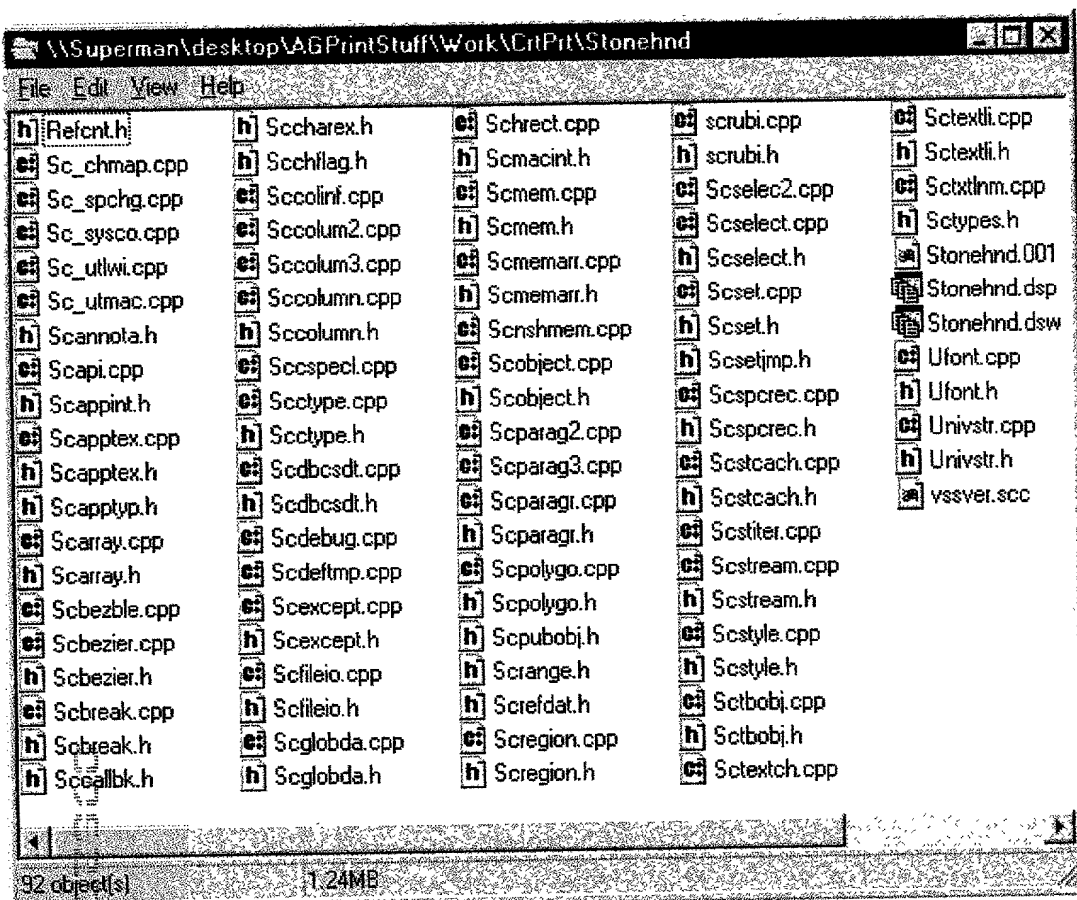 \\Superman\desktop\AGPrintStuff\Work\CrtPrt\Stonehnd
File Edit View Help
Refcnt.h
Sc_chmap.cpp
Sc_spchg.cpp
Sc_sysco.cpp
Sc_utlwi.cpp
Sc_utmac.cpp
Scannota.h
Scapi.cpp
Scappint.h
Scapptex.cpp
Scapptex.h
Scapptyp.h
Scarray.cpp
Scarray.h
Scbezble.cpp
Scbezier.cpp
Scbezier.h
Scbreak.cpp
Scbreak.h
Sccallbk.h
Sccharex.h
Scchflag.h
Sccolinf.cpp
Sccolum2.cpp
Sccolum3.cpp
Sccolumn.cpp
Sccolumn.h
Sccspecl.cpp
Scctype.cpp
Scctype.h
Scdbcsdt.cpp
Scdbcsdt.h
Scdebug.cpp
Scdeftmp.cpp
Scexcept.cpp
Scexcept.h
Scfileio.cpp
Scfileio.h
Scglobda.cpp
Scglobda.h
Schrect.cpp
Scmacint.h
Scmem.cpp
Scmem.h
Scmemarr.cpp
Scmemarr.h
Scnshmem.cpp
Scobject.cpp
Scobject.h
Scparag2.cpp
Scparag3.cpp
Scparagr.cpp
Scparagr.h
Scpolygo.cpp
Scpolygo.h
Scpubobj.h
Scrange.h
Screfdat.h
Scregion.cpp
Scregion.h
scrubi.cpp
scrubi.h
Scselec2.cpp
Scselect.cpp
Scselect.h
Scset.cpp
Scset.h
Scsetjmp.h
Scspcrec.cpp
Scspcrec.h
Scstcach.cpp
Scstcach.h
Scstiter.cpp
Scstream.cpp
Scstream.h
Scstyle.cpp
Scstyle.h
Sctbobj.cpp
Sctbobj.h
Sctextch.cpp
Sctextli.cpp
Sctextli.h
Sctxtlnm.cpp
Sctypes.h
Stonehnd.001
Stonehnd.dsp
Stonehnd.dsw
Ufont.cpp
Ufont.h
Univstr.cpp
Univstr.h
vssver.scc
92 object(s) 1.24MB